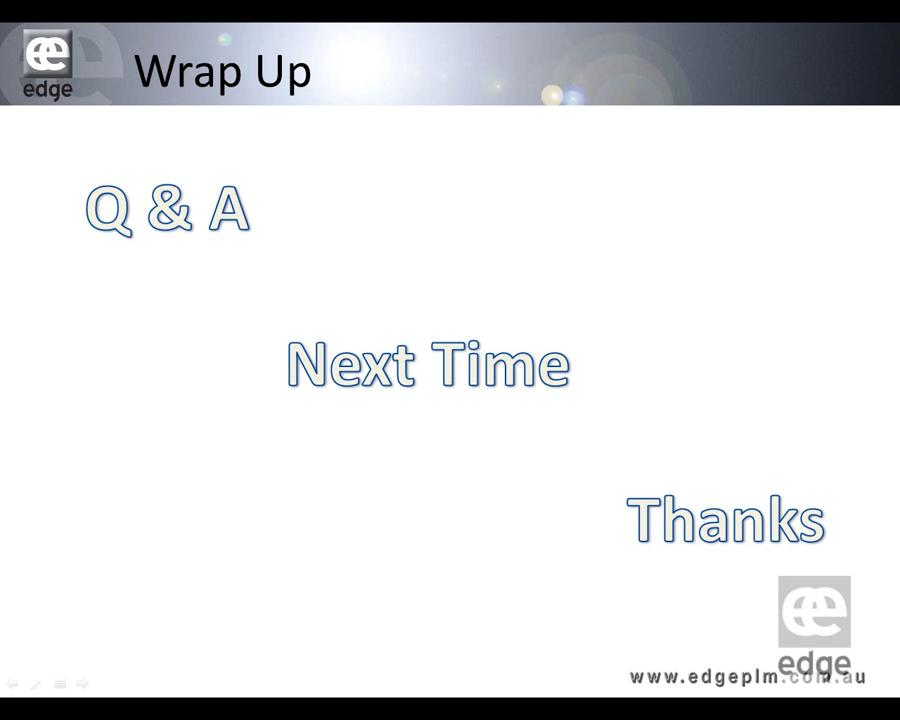 edge
Wrap Up
Q & A
Next Time
Thanks
edge
www.edgeplm.com.au